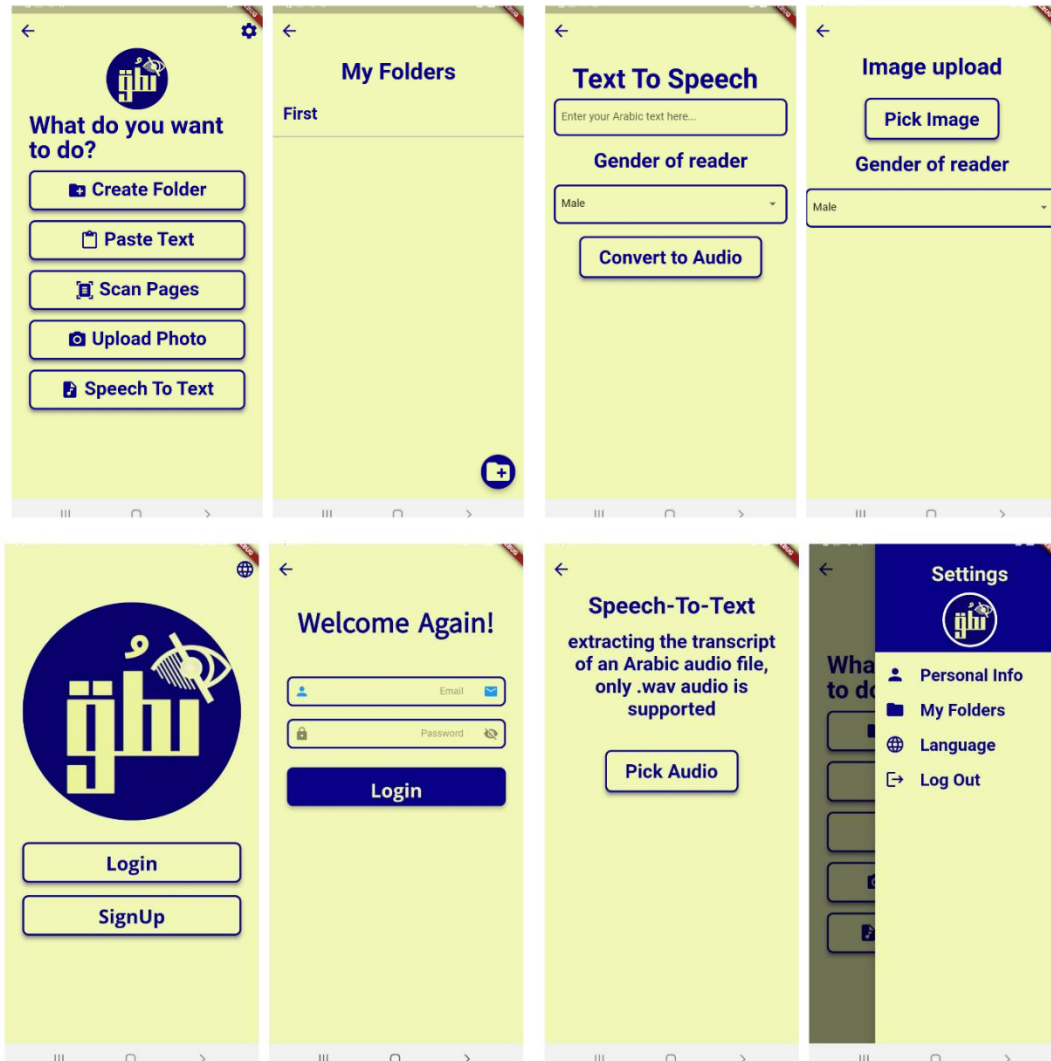 What do you want
to do?
Create Folder
Paste Text
Scan Pages
Upload Photo
Speech To Text
My Folders
First
Text To Speech
Enter your Arabic text here...
Gender of reader
Male
Convert to Audio
Image upload
Pick Image
Gender of reader
Male
Login
SignUp
Welcome Again!
Email
Password
Login
Speech-To-Text
extracting the transcript
of an Arabic audio file,
only .wav audio is
supported
Pick Audio
Wha
to do
Settings
Personal Info
My Folders
Language
Log Out